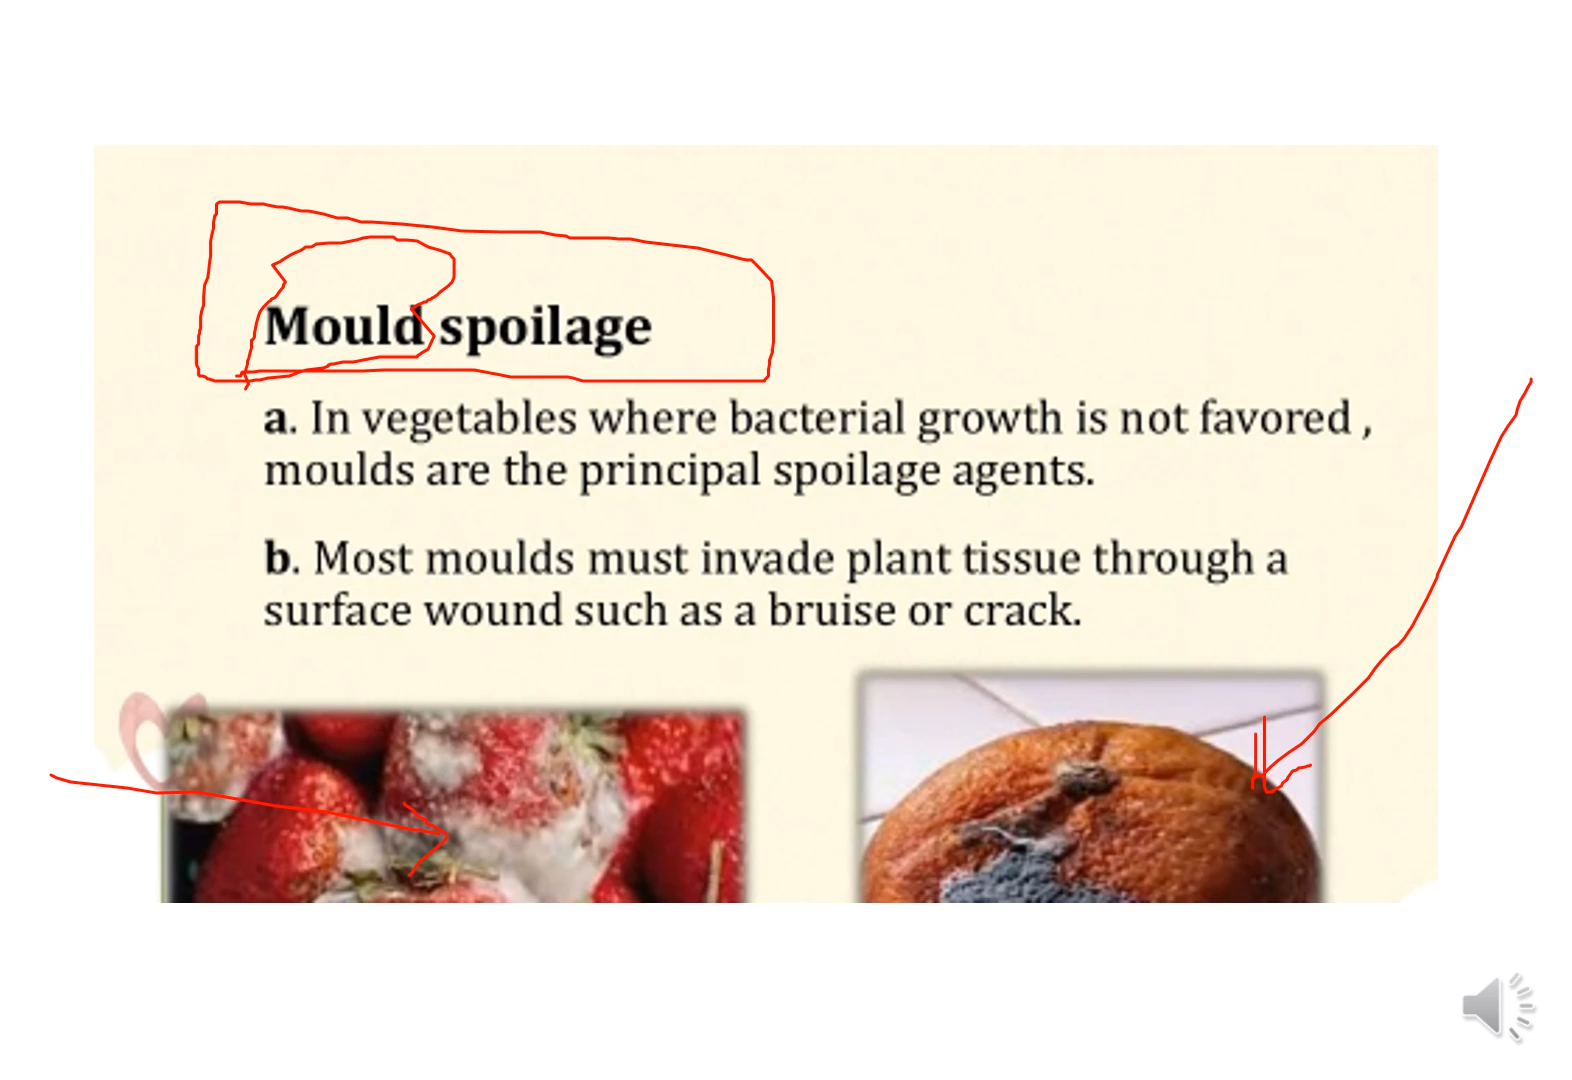 Mould spoilage
a. In vegetables where bacterial growth is not favored ,
moulds are the principal spoilage agents.
b. Most moulds must invade plant tissue through a
surface wound such as a bruise or crack.